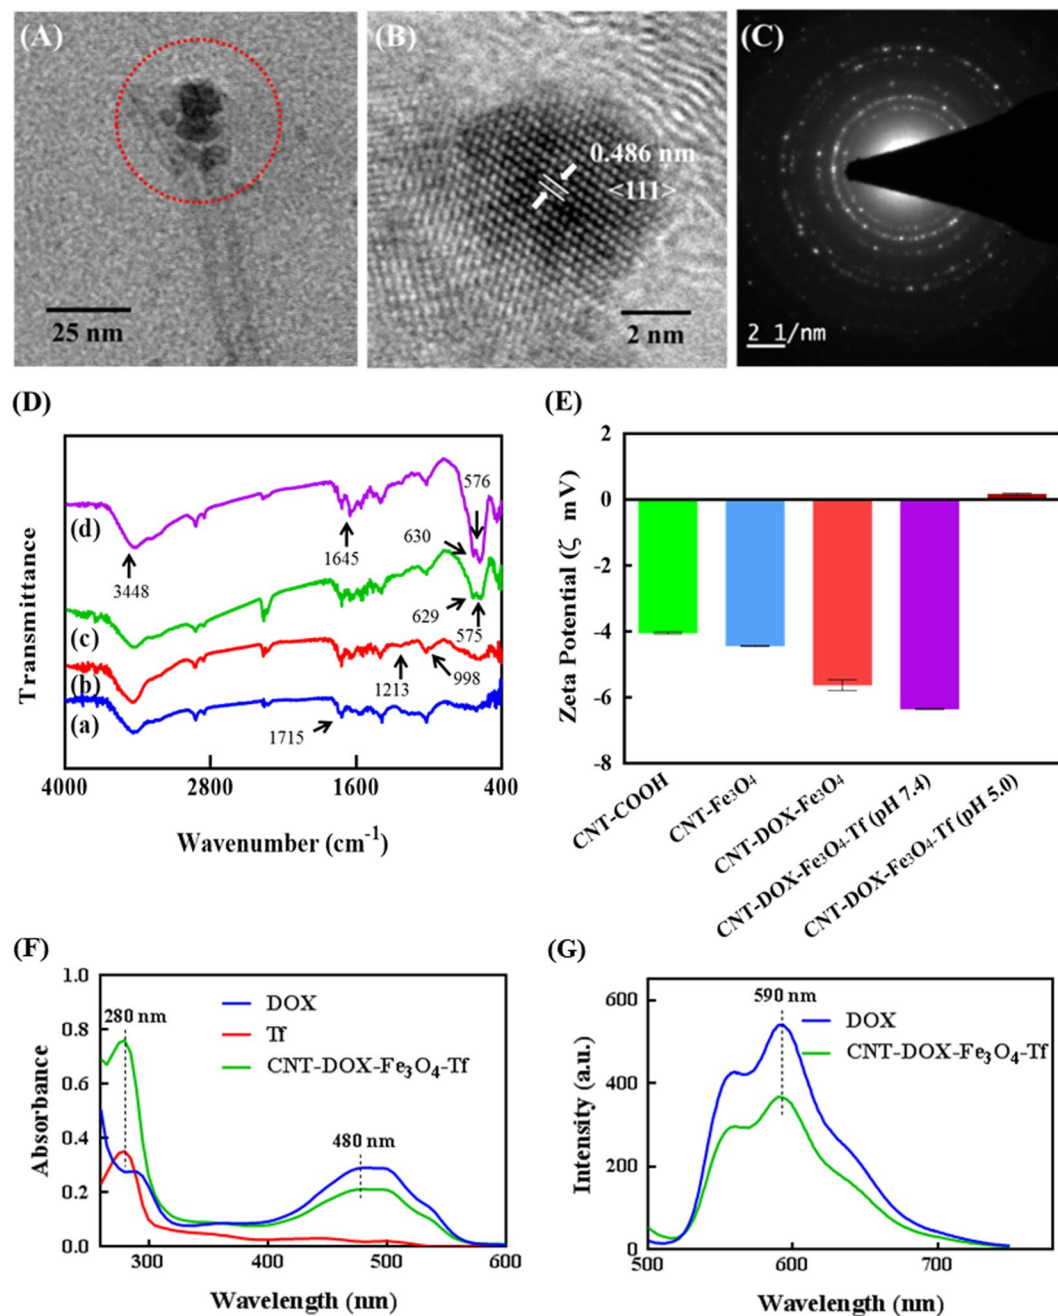 (A)
25 nm
(B)
0.486 nm
<111>
2 nm
(C)
2 1/nm
(D)
Transmittance
(d)
(c)
(b)
(a)
3448
1645
576
630
629
575
1213
998
1715
4000 2800 1600 400
Wavenumber (cm⁻¹)
(E)
Zeta Potential (ζ mV)
2
0
-2
-4
-6
-8
CNT-COOH
CNT-Fe₃O₄
CNT-DOX-Fe₃O₄
CNT-DOX-Fe₃O₄-Tf (pH 7.4)
CNT-DOX-Fe₃O₄-Tf (pH 5.0)
(F)
Absorbance
1.0
0.8
0.6
0.4
0.2
0.0
280 nm
DOX
Tf
CNT-DOX-Fe₃O₄-Tf
480 nm
300 400 500 600
Wavelength (nm)
(G)
Intensity (a.u.)
600
400
200
0
590 nm
DOX
CNT-DOX-Fe₃O₄-Tf
500 600 700
Wavelength (nm)